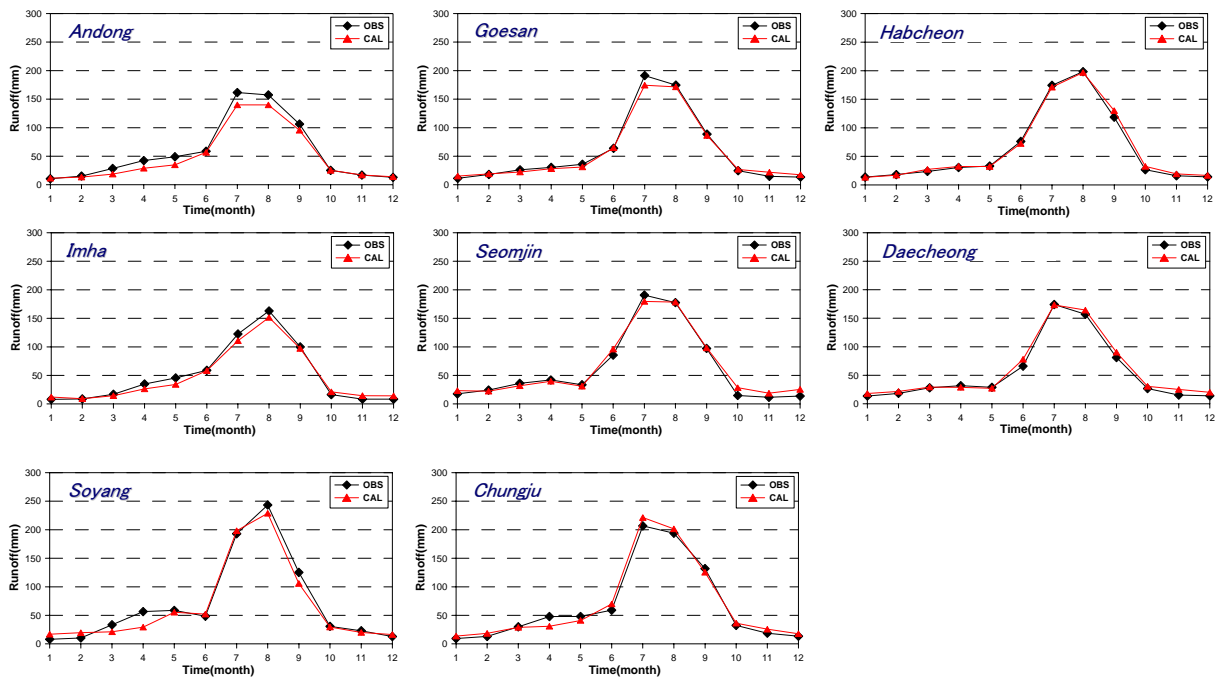 Andong
OBS
CAL
Runoff(mm)
300
250
200
150
100
50
0
1 2 3 4 5 6 7 8 9 10 11 12
Time(month)
Goesan
OBS
CAL
Runoff(mm)
300
250
200
150
100
50
0
1 2 3 4 5 6 7 8 9 10 11 12
Time(month)
Habcheon
OBS
CAL
Runoff(mm)
300
250
200
150
100
50
0
1 2 3 4 5 6 7 8 9 10 11 12
Time(month)
Imha
OBS
CAL
Runoff(mm)
300
250
200
150
100
50
0
1 2 3 4 5 6 7 8 9 10 11 12
Time(month)
Seomjin
OBS
CAL
Runoff(mm)
300
250
200
150
100
50
0
1 2 3 4 5 6 7 8 9 10 11 12
Time(month)
Daecheong
OBS
CAL
Runoff(mm)
300
250
200
150
100
50
0
1 2 3 4 5 6 7 8 9 10 11 12
Time(month)
Soyang
OBS
CAL
Runoff(mm)
300
250
200
150
100
50
0
1 2 3 4 5 6 7 8 9 10 11 12
Time(month)
Chungju
OBS
CAL
Runoff(mm)
300
250
200
150
100
50
0
1 2 3 4 5 6 7 8 9 10 11 12
Time(month)